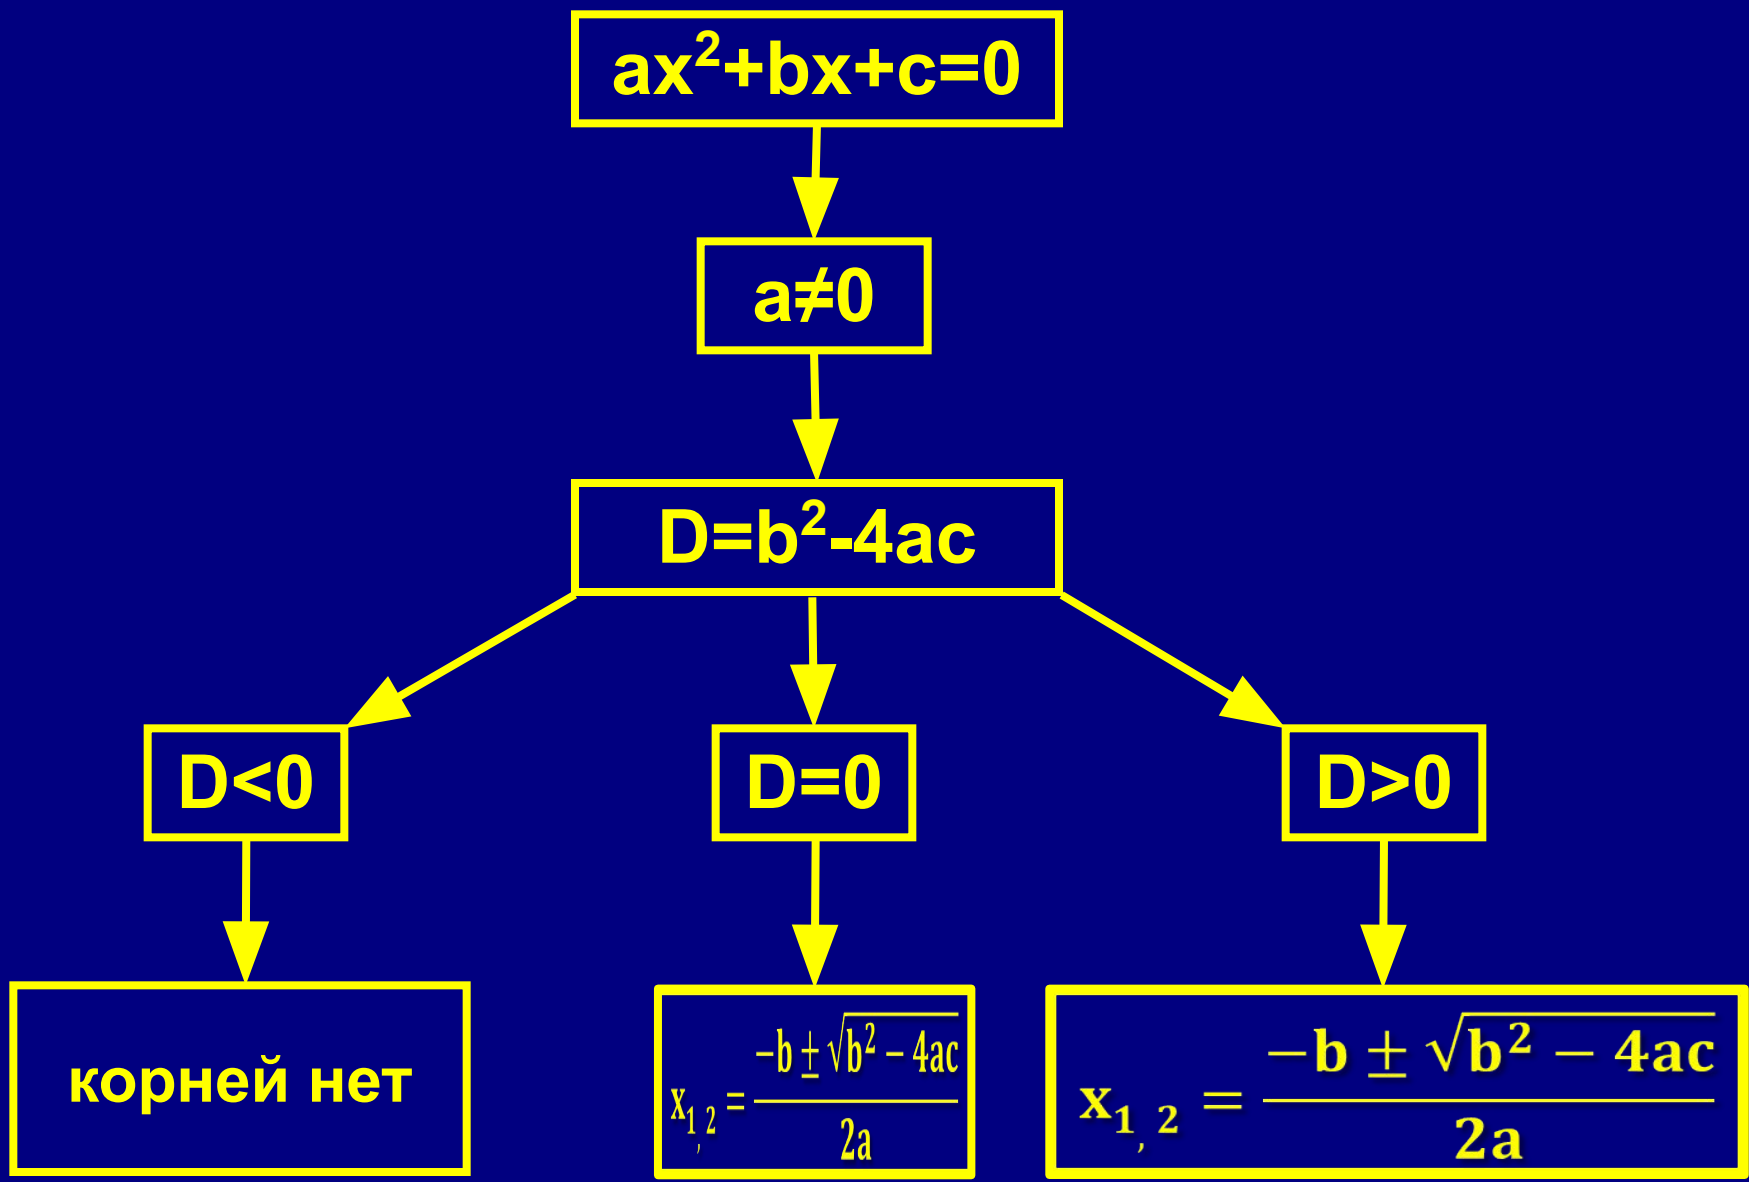 ax²+bx+c=0
a≠0
D=b²-4ac
D<0
D=0
D>0
корней нет
x₁,₂ = (−b ± √(b² − 4ac)) / 2a
x₁,₂ = (−b ± √(b² − 4ac)) / 2a